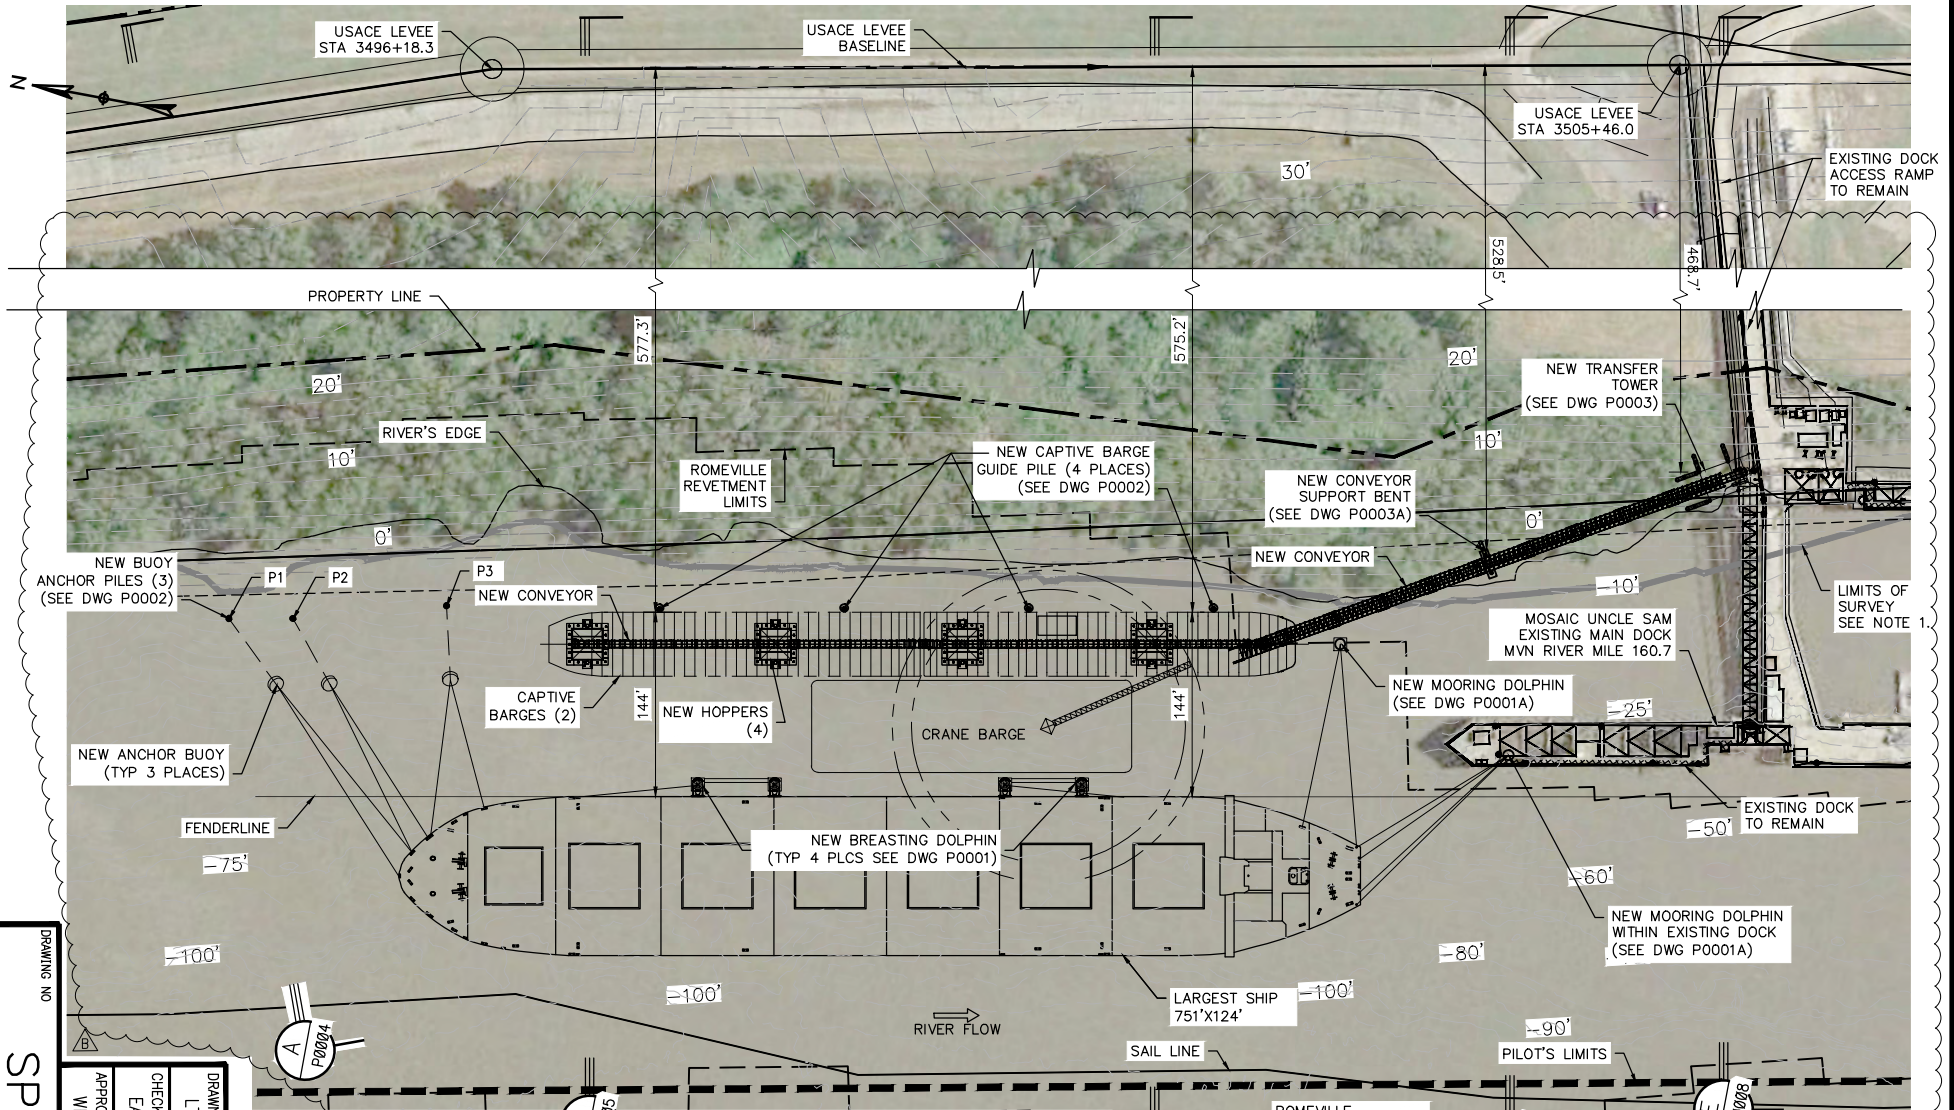 USACE LEVEE
STA 3496+18.3
USACE LEVEE
BASELINE
N
USACE LEVEE
STA 3505+46.0
EXISTING DOCK
ACCESS RAMP
TO REMAIN
30'
528.5'
468.7'
PROPERTY LINE
577.3'
575.2'
20'
20'
NEW TRANSFER
TOWER
(SEE DWG P0003)
RIVER'S EDGE
10'
10'
ROMEVILLE
REVETMENT
LIMITS
NEW CAPTIVE BARGE
GUIDE PILE (4 PLACES)
(SEE DWG P0002)
NEW CONVEYOR
SUPPORT BENT
(SEE DWG P0003A)
0'
0'
NEW BUOY
ANCHOR PILES (3)
(SEE DWG P0002)
P1
P2
P3
NEW CONVEYOR
NEW CONVEYOR
-10'
LIMITS OF
SURVEY
SEE NOTE 1.
MOSAIC UNCLE SAM
EXISTING MAIN DOCK
MVN RIVER MILE 160.7
CAPTIVE
BARGES (2)
144'
NEW HOPPERS
(4)
144'
NEW MOORING DOLPHIN
(SEE DWG P0001A)
-25'
CRANE BARGE
NEW ANCHOR BUOY
(TYP 3 PLACES)
FENDERLINE
EXISTING DOCK
TO REMAIN
-50'
NEW BREASTING DOLPHIN
(TYP 4 PLCS SEE DWG P0001)
-75'
-60'
NEW MOORING DOLPHIN
WITHIN EXISTING DOCK
(SEE DWG P0001A)
-100'
-80'
-100'
-100'
LARGEST SHIP
751'X124'
RIVER FLOW
-90'
SAIL LINE
PILOT'S LIMITS
A
P0004
B
DRAWING NO
SP
DRAWN
CHECK
EA
APPRO
W
ROMEVILLE